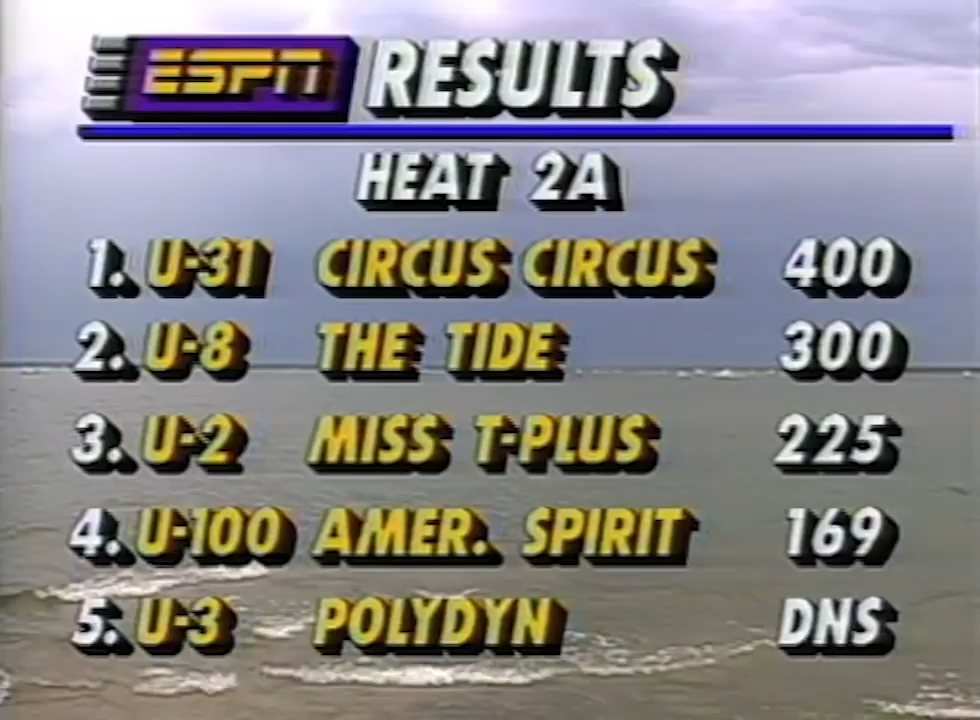 ESPN RESULTS
HEAT 2A
1. U-31 CIRCUS CIRCUS 400
2. U-8 THE TIDE 300
3. U-2 MISS T-PLUS 225
4. U-100 AMER. SPIRIT 169
5. U-3 POLYDYN DNS